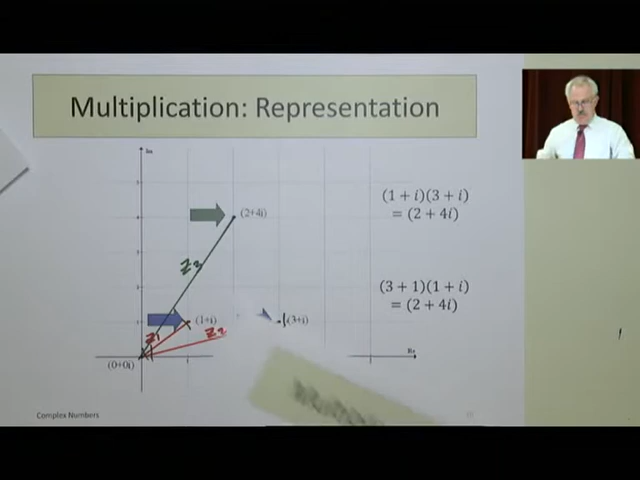 Multiplication: Representation
Im
(2+4i)
(1 + i)(3 + i)
= (2 + 4i)
Z3
(3 + 1)(1 + i)
= (2 + 4i)
(1+i)
(3+i)
Z1
Z2
Re
(0+0i)
Complex Numbers